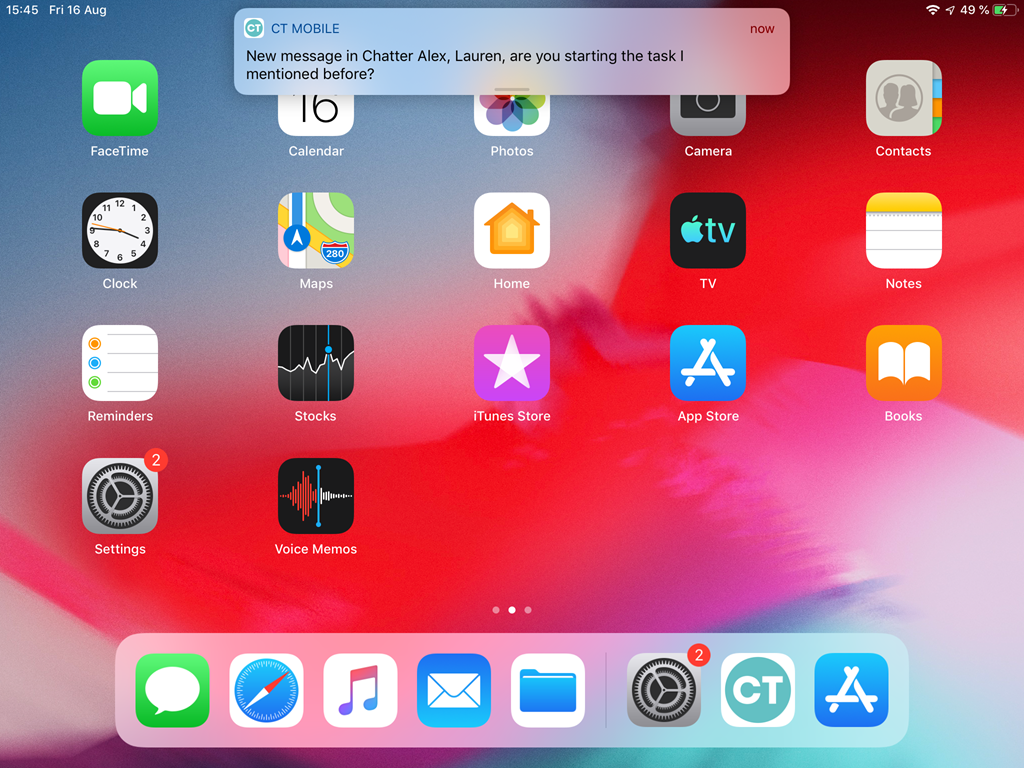 15:45 Fri 16 Aug
49 %
CT CT MOBILE now
New message in Chatter Alex, Lauren, are you starting the task I
mentioned before?
16
FaceTime Calendar Photos Camera Contacts
12 1 2 3 4 5 6 7 8 9 10 11
280
tv
Clock Maps Home TV Notes
Reminders Stocks iTunes Store App Store Books
2
Settings Voice Memos
2
CT